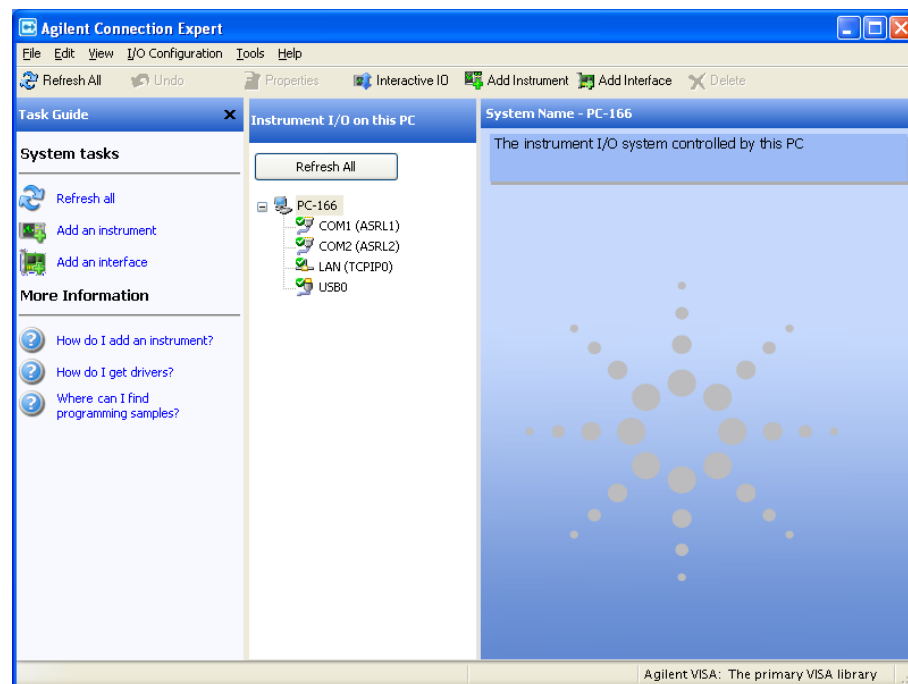 Agilent Connection Expert
File Edit View I/O Configuration Tools Help
Refresh All Undo Properties Interactive IO Add Instrument Add Interface Delete
Task Guide
System tasks
Refresh all
Add an instrument
Add an interface
More Information
How do I add an instrument?
How do I get drivers?
Where can I find
programming samples?
Instrument I/O on this PC
Refresh All
PC-166
COM1 (ASRL1)
COM2 (ASRL2)
LAN (TCPIP0)
USB0
System Name - PC-166
The instrument I/O system controlled by this PC
Agilent VISA: The primary VISA library